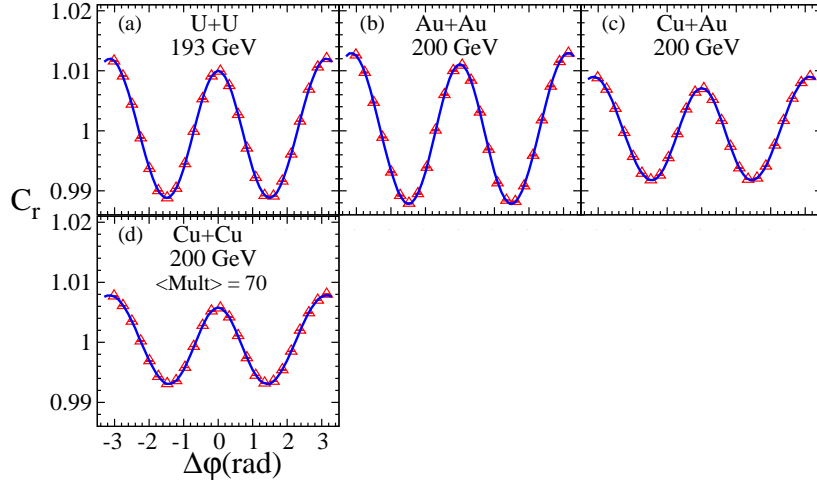 1.02
(a) U+U
193 GeV
(b) Au+Au
200 GeV
(c) Cu+Au
200 GeV
1.01
1
0.99
C_r
1.02
(d) Cu+Cu
200 GeV
<Mult> = 70
1.01
1
0.99
-3 -2 -1 0 1 2 3
Δφ(rad)